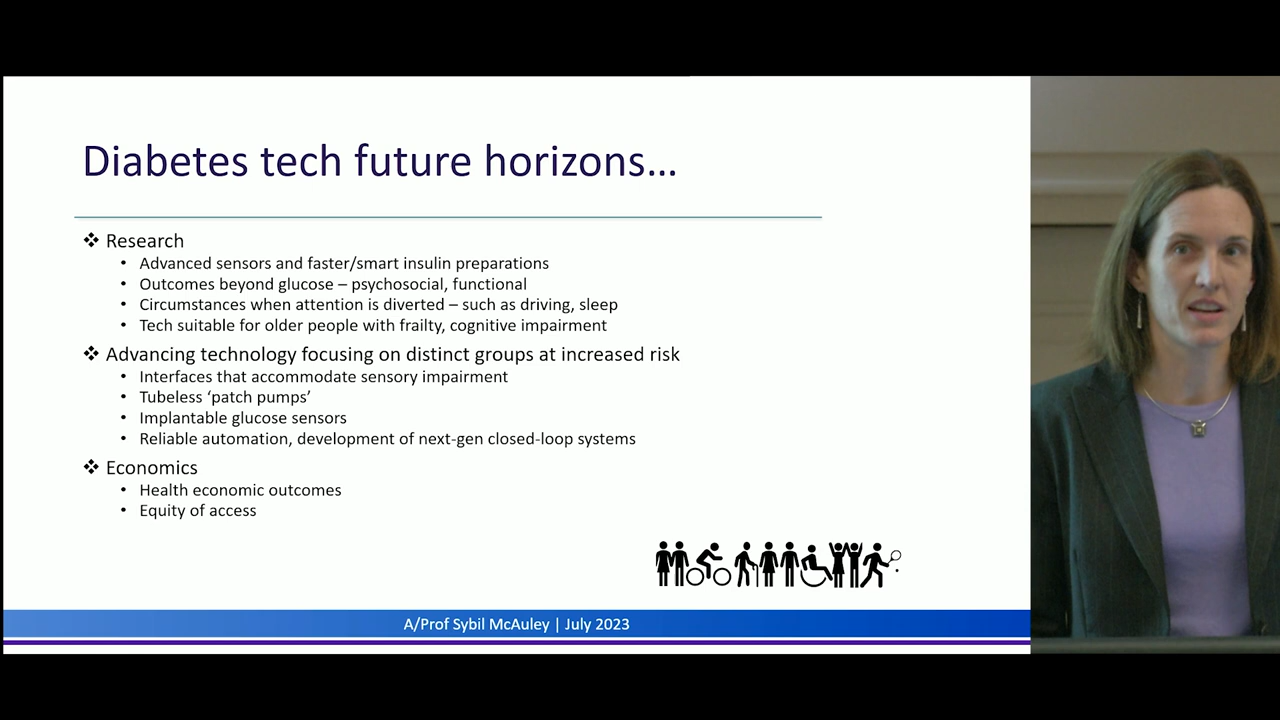 Diabetes tech future horizons...
❖ Research
• Advanced sensors and faster/smart insulin preparations
• Outcomes beyond glucose – psychosocial, functional
• Circumstances when attention is diverted – such as driving, sleep
• Tech suitable for older people with frailty, cognitive impairment
❖ Advancing technology focusing on distinct groups at increased risk
• Interfaces that accommodate sensory impairment
• Tubeless ‘patch pumps’
• Implantable glucose sensors
• Reliable automation, development of next-gen closed-loop systems
❖ Economics
• Health economic outcomes
• Equity of access
A/Prof Sybil McAuley | July 2023